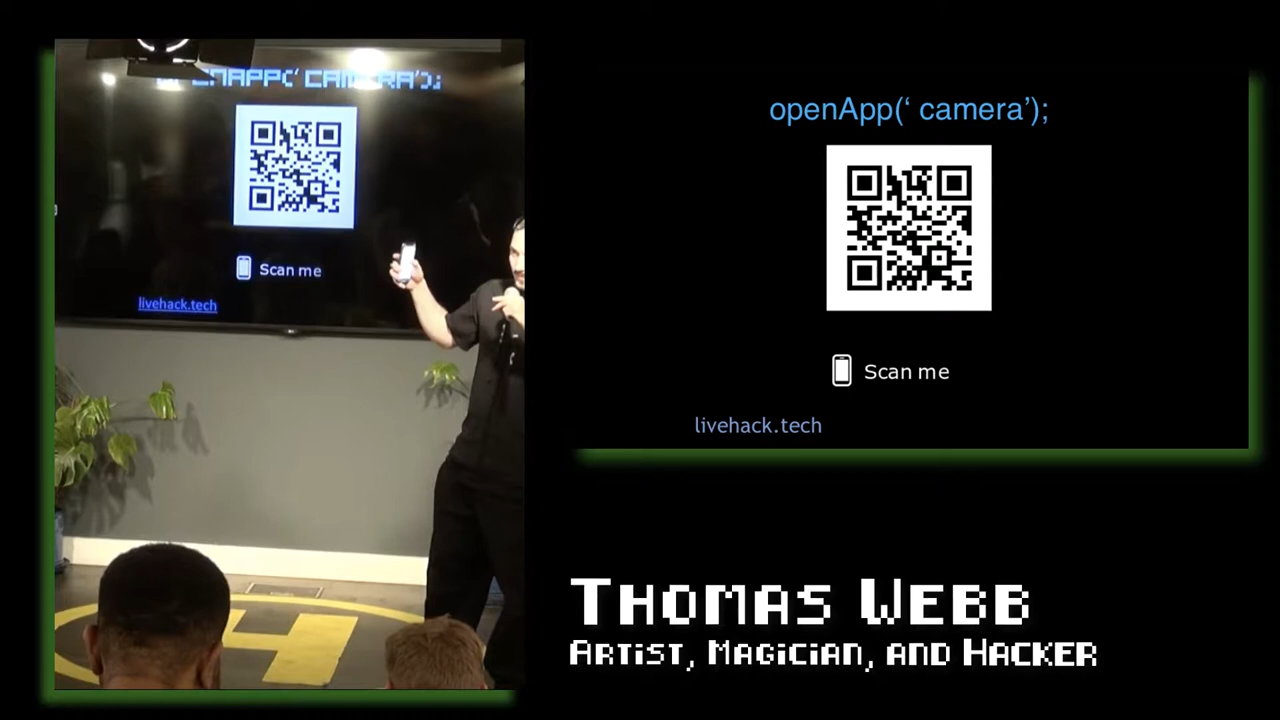 Scan me
livehack.tech
openApp(‘ camera’);
Scan me
livehack.tech
Thomas Webb
Artist, Magician, and Hacker